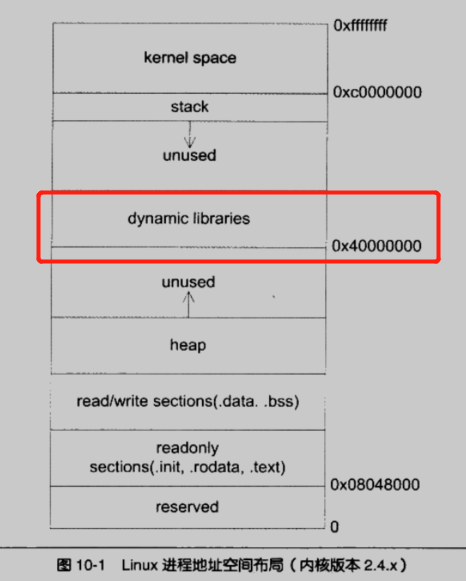 0xffffffff
kernel space
0xc0000000
stack
unused
dynamic libraries
0x40000000
unused
heap
read/write sections(.data. .bss)
readonly
sections(.init, .rodata, .text)
0x08048000
reserved
0
图 10-1 Linux 进程地址空间布局（内核版本 2.4.x）